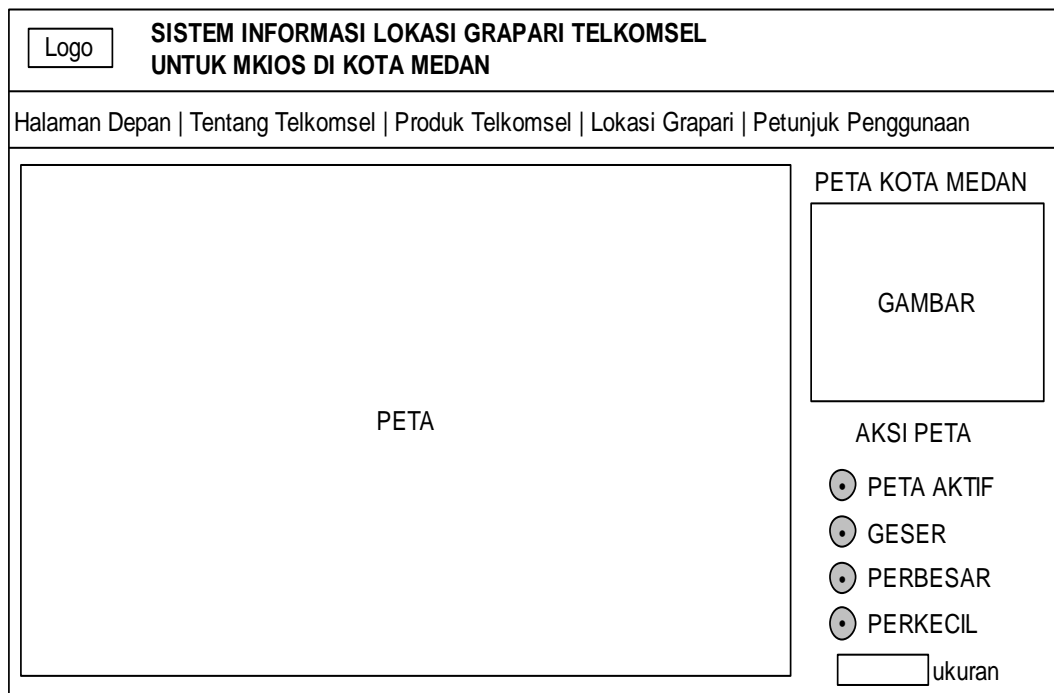 Logo
SISTEM INFORMASI LOKASI GRAPARI TELKOMSEL
UNTUK MKIOS DI KOTA MEDAN
Halaman Depan | Tentang Telkomsel | Produk Telkomsel | Lokasi Grapari | Petunjuk Penggunaan
PETA
PETA KOTA MEDAN
GAMBAR
AKSI PETA
PETA AKTIF
GESER
PERBESAR
PERKECIL
ukuran